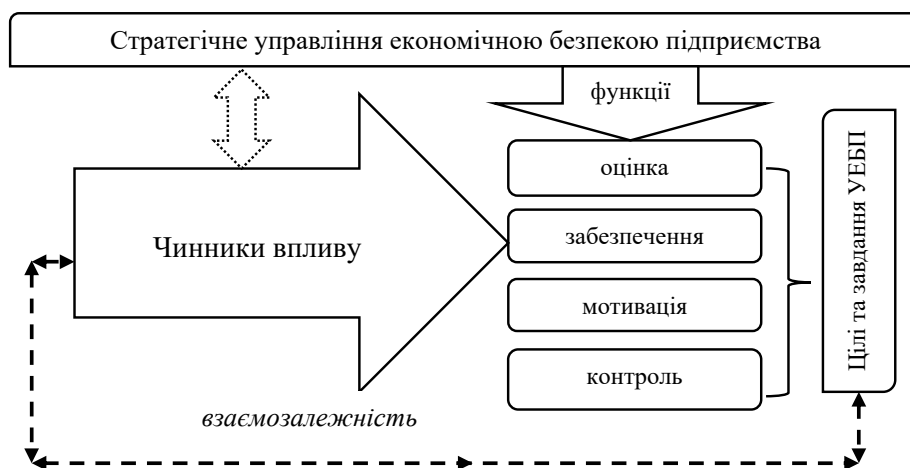 Стратегічне управління економічною безпекою підприємства
функції
оцінка
забезпечення
мотивація
контроль
Чинники впливу
Цілі та завдання УЕБП
взаємозалежність